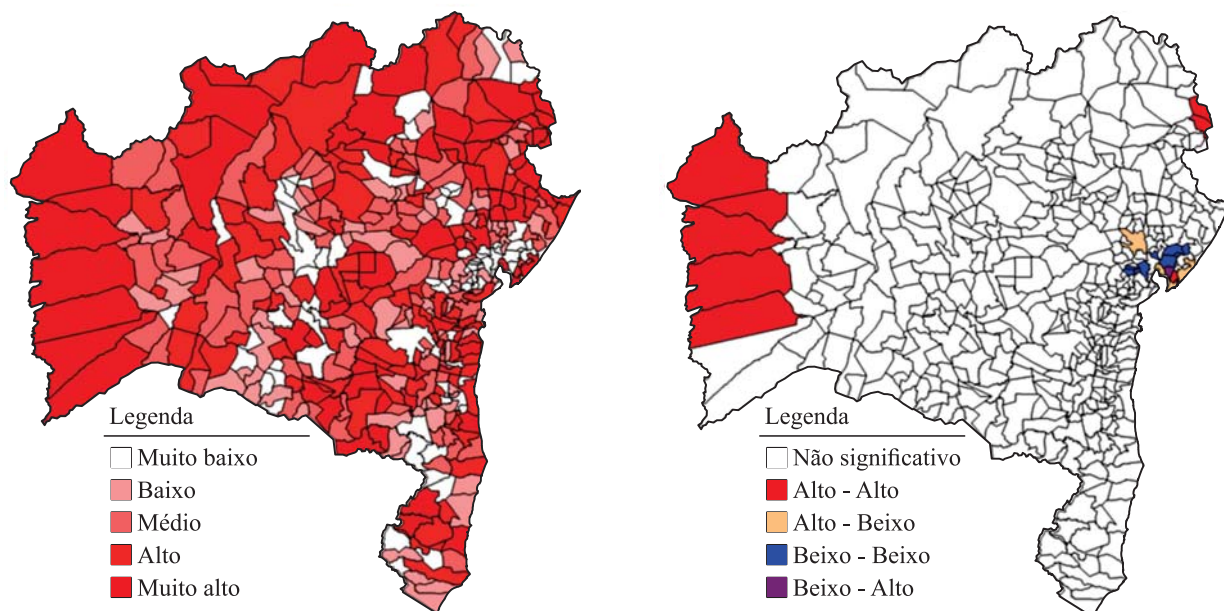 Legenda
Muito baixo
Baixo
Médio
Alto
Muito alto
Legenda
Não significativo
Alto - Alto
Alto - Beixo
Beixo - Beixo
Beixo - Alto